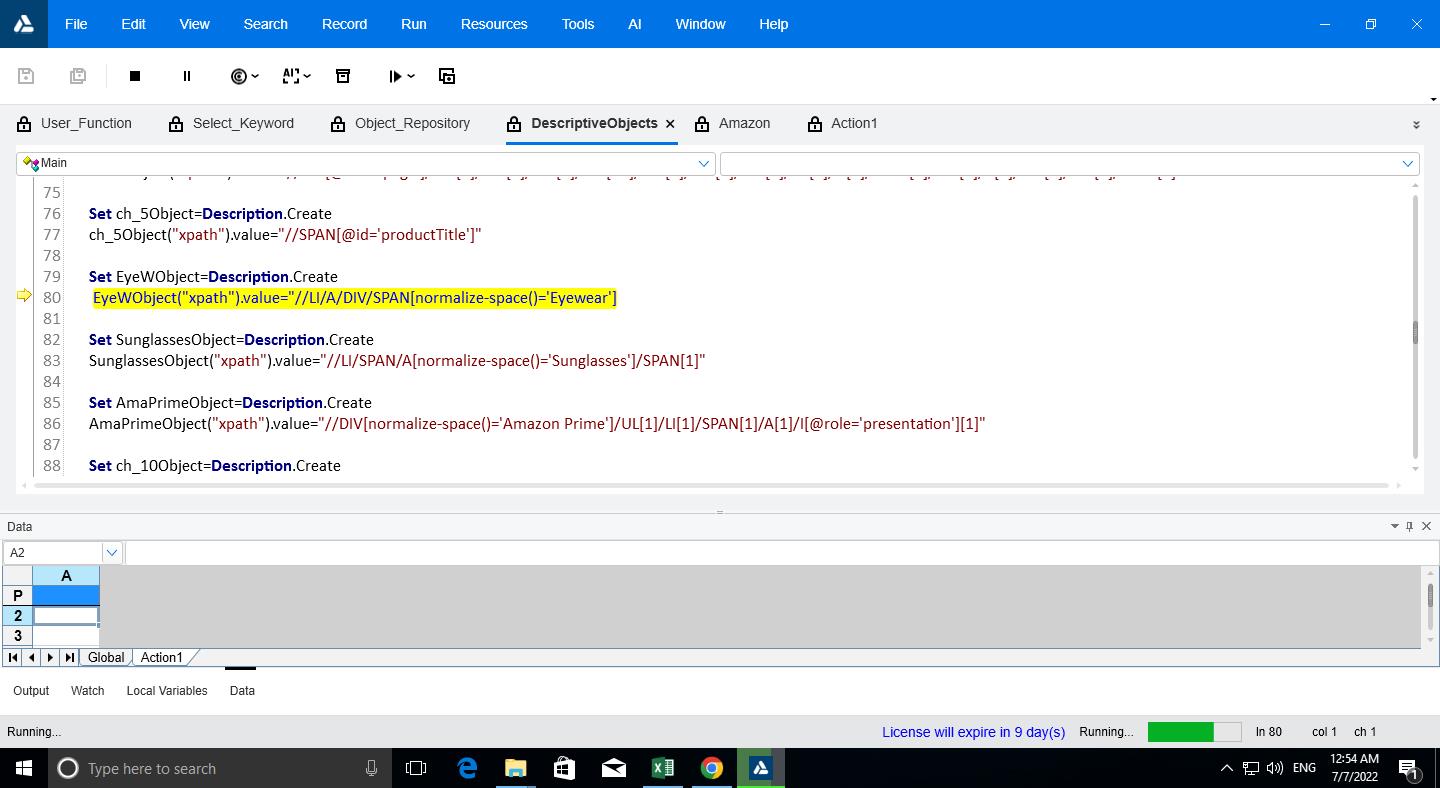 File Edit View Search Record Run Resources Tools AI Window Help
User_Function Select_Keyword Object_Repository DescriptiveObjects Amazon Action1
Main
75
76 Set ch_5Object=Description.Create
77 ch_5Object("xpath").value="//SPAN[@id='productTitle']"
78
79 Set EyeWObject=Description.Create
80 EyeWObject("xpath").value="//LI/A/DIV/SPAN[normalize-space()='Eyewear']
81
82 Set SunglassesObject=Description.Create
83 SunglassesObject("xpath").value="//LI/SPAN/A[normalize-space()='Sunglasses']/SPAN[1]"
84
85 Set AmaPrimeObject=Description.Create
86 AmaPrimeObject("xpath").value="//DIV[normalize-space()='Amazon Prime']/UL[1]/LI[1]/SPAN[1]/A[1]/I[@role='presentation'][1]"
87
88 Set ch_10Object=Description.Create
Data
A2
A
P
2
3
Global Action1
Output Watch Local Variables Data
Running... License will expire in 9 day(s) Running... ln 80 col 1 ch 1
Type here to search ENG 12:54 AM
7/7/2022
1